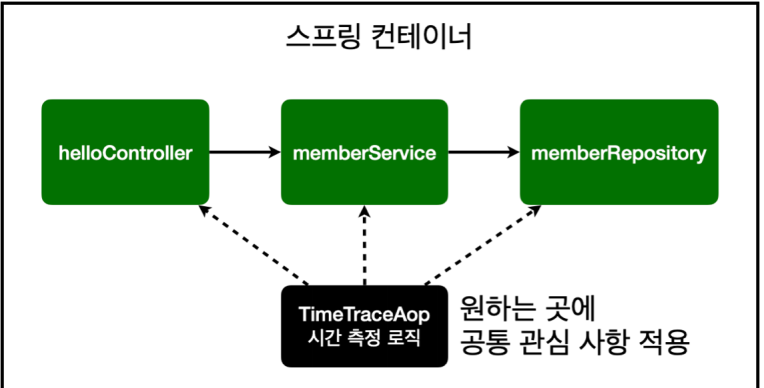 스프링 컨테이너
helloController
memberService
memberRepository
TimeTraceAop
시간 측정 로직
원하는 곳에
공통 관심 사항 적용